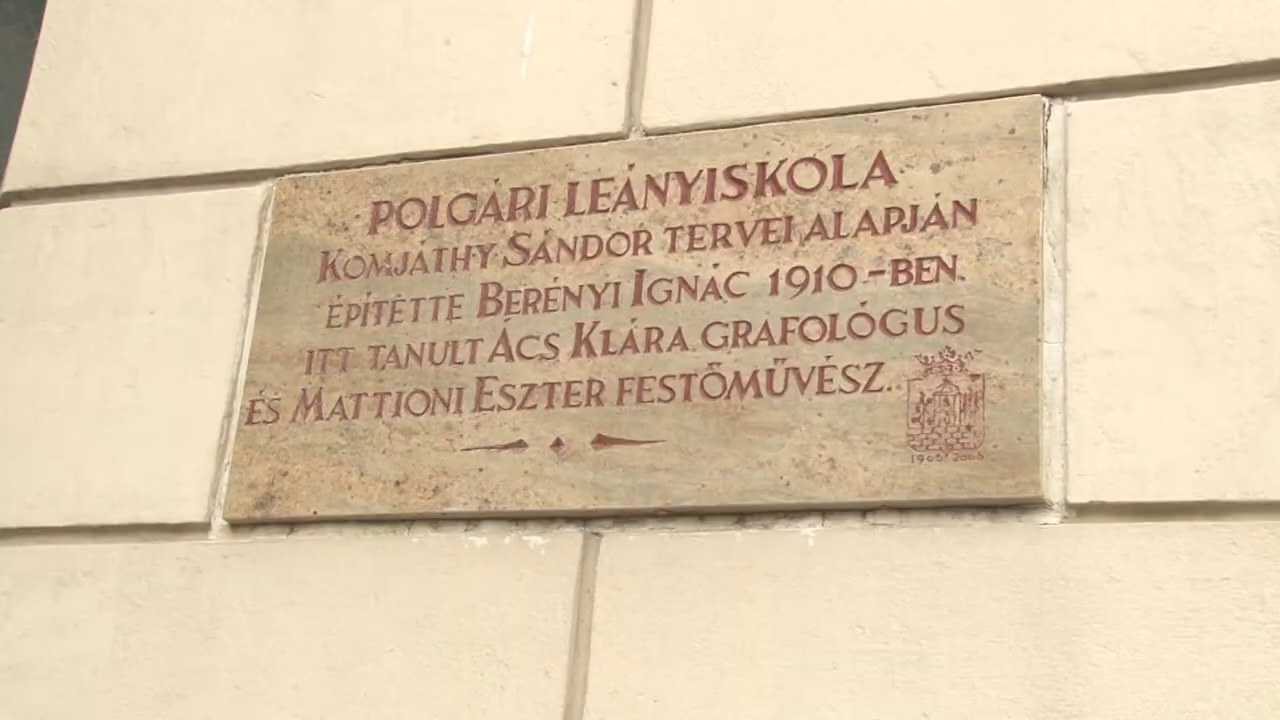 POLGÁRI LEÁNYISKOLA
KOMJÁTHY SÁNDOR TERVEI ALAPJÁN
ÉPÍTETTE BERÉNYI IGNÁC 1910-BEN.
ITT TANULT ÁCS KLÁRA GRAFOLÓGUS
ÉS MATTIONI ESZTER FESTŐMŰVÉSZ.